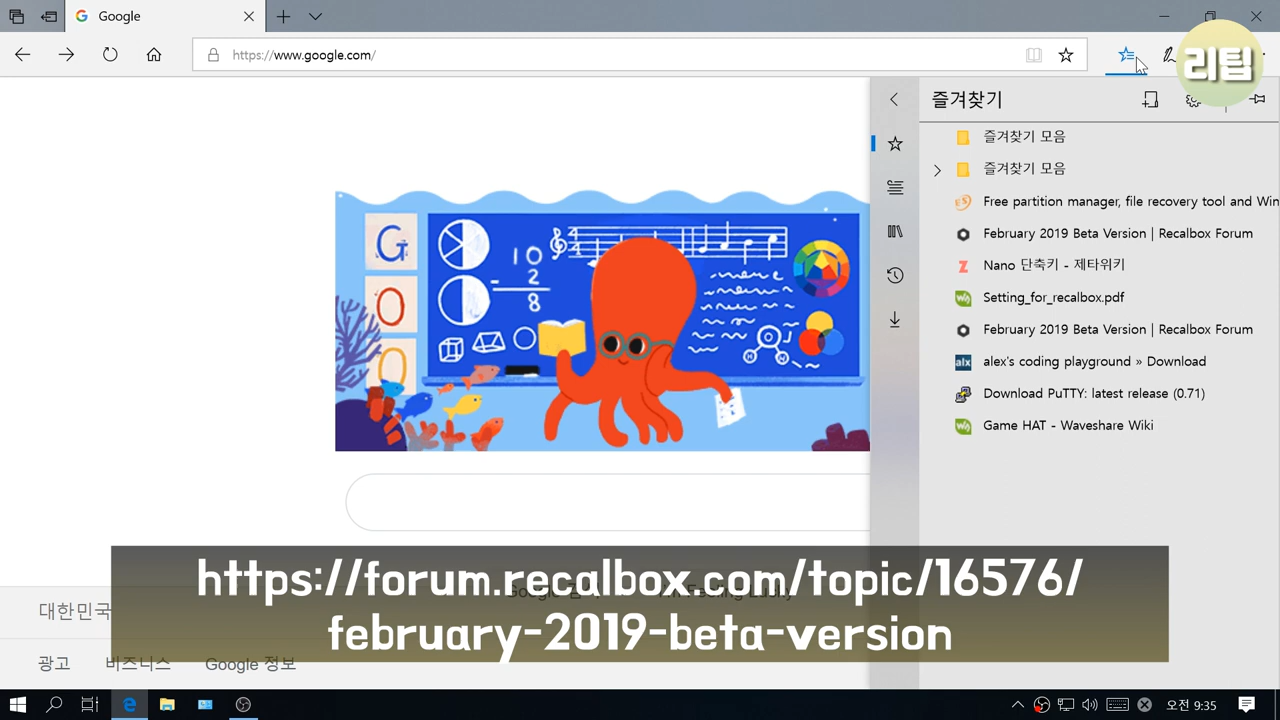 Google
https://www.google.com/
리팁
즐겨찾기
즐겨찾기 모음
즐겨찾기 모음
Free partition manager, file recovery tool and Win
February 2019 Beta Version | Recalbox Forum
Nano 단축키 - 제타위키
Setting_for_recalbox.pdf
February 2019 Beta Version | Recalbox Forum
alex's coding playground » Download
Download PuTTY: latest release (0.71)
Game HAT - Waveshare Wiki
G
O
O
10
- 2
8
https://forum.recalbox.com/topic/16576/
february-2019-beta-version
대한민국
광고 비즈니스 Google 정보
오전 9:35